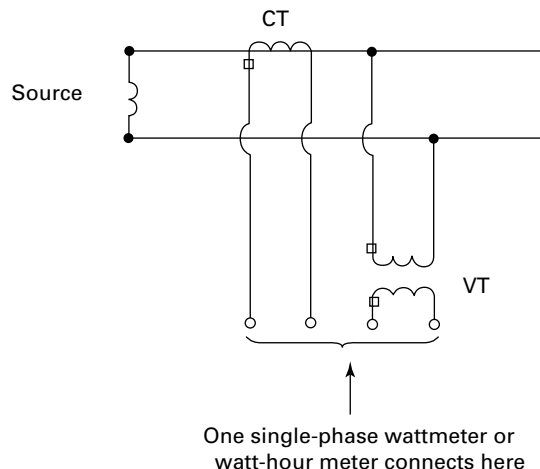 CT
Source
VT
One single-phase wattmeter or
watt-hour meter connects here